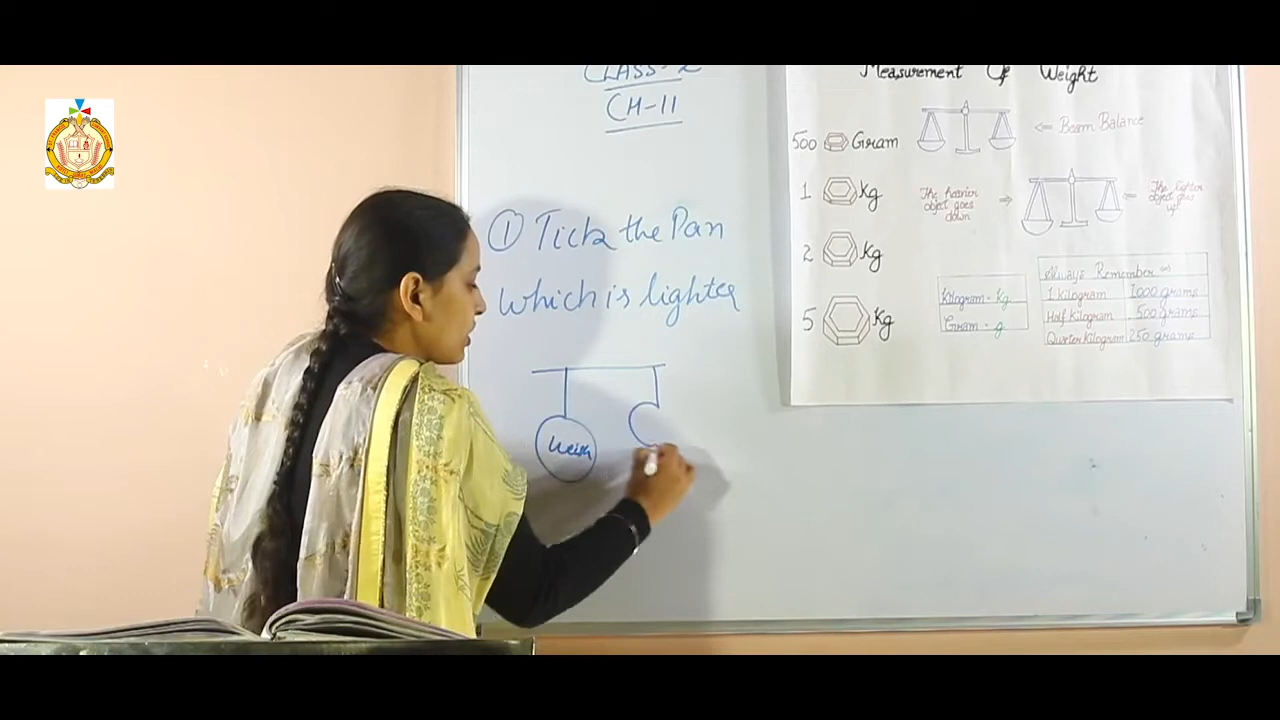 CLASS-2
CH-11
① Tick the Pan
which is lighter
Measurement Of Weight
500 Gram
1 Kg
2 Kg
5 Kg
⇐ Beam Balance
The heavier
object goes
down
⇒
⇐
The lighter
object goes
up
Kilogram - Kg
Gram - g
Always Remember
1 kilogram 1000 grams
Half Kilogram 500 grams
Quarter Kilogram 250 grams